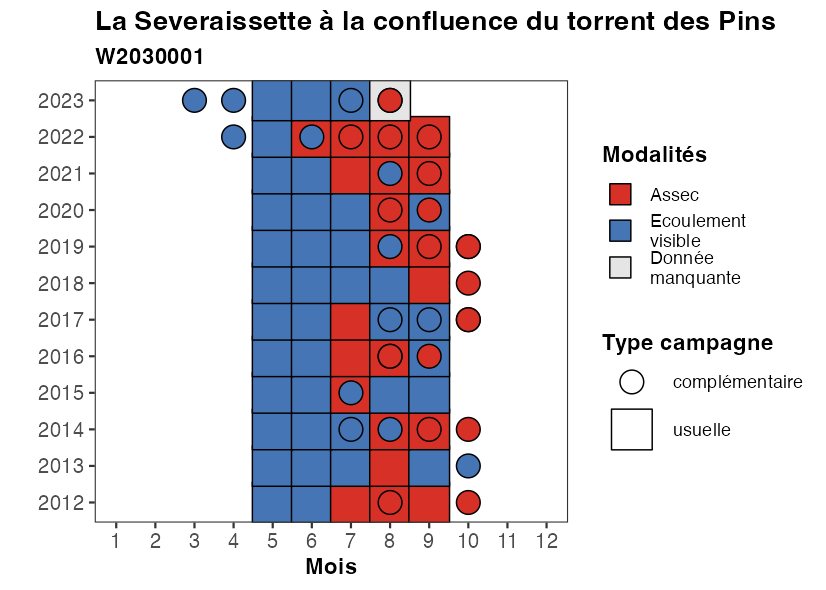 La Severaissette à la confluence du torrent des Pins
W2030001
2023
2022
2021
2020
2019
2018
2017
2016
2015
2014
2013
2012
1 2 3 4 5 6 7 8 9 10 11 12
Mois
Modalités
Assec
Ecoulement
visible
Donnée
manquante
Type campagne
complémentaire
usuelle